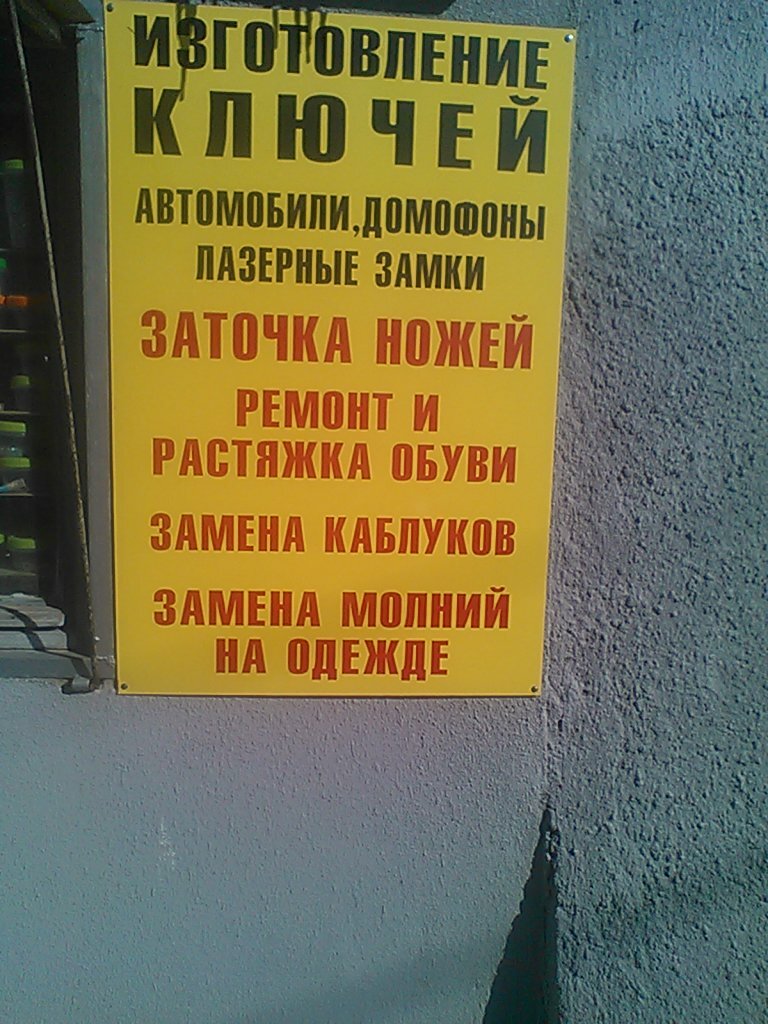 ИЗГОТОВЛЕНИЕ
КЛЮЧЕЙ
АВТОМОБИЛИ,ДОМОФОНЫ
ЛАЗЕРНЫЕ ЗАМКИ
ЗАТОЧКА НОЖЕЙ
РЕМОНТ И
РАСТЯЖКА ОБУВИ
ЗАМЕНА КАБЛУКОВ
ЗАМЕНА МОЛНИЙ
НА ОДЕЖДЕ